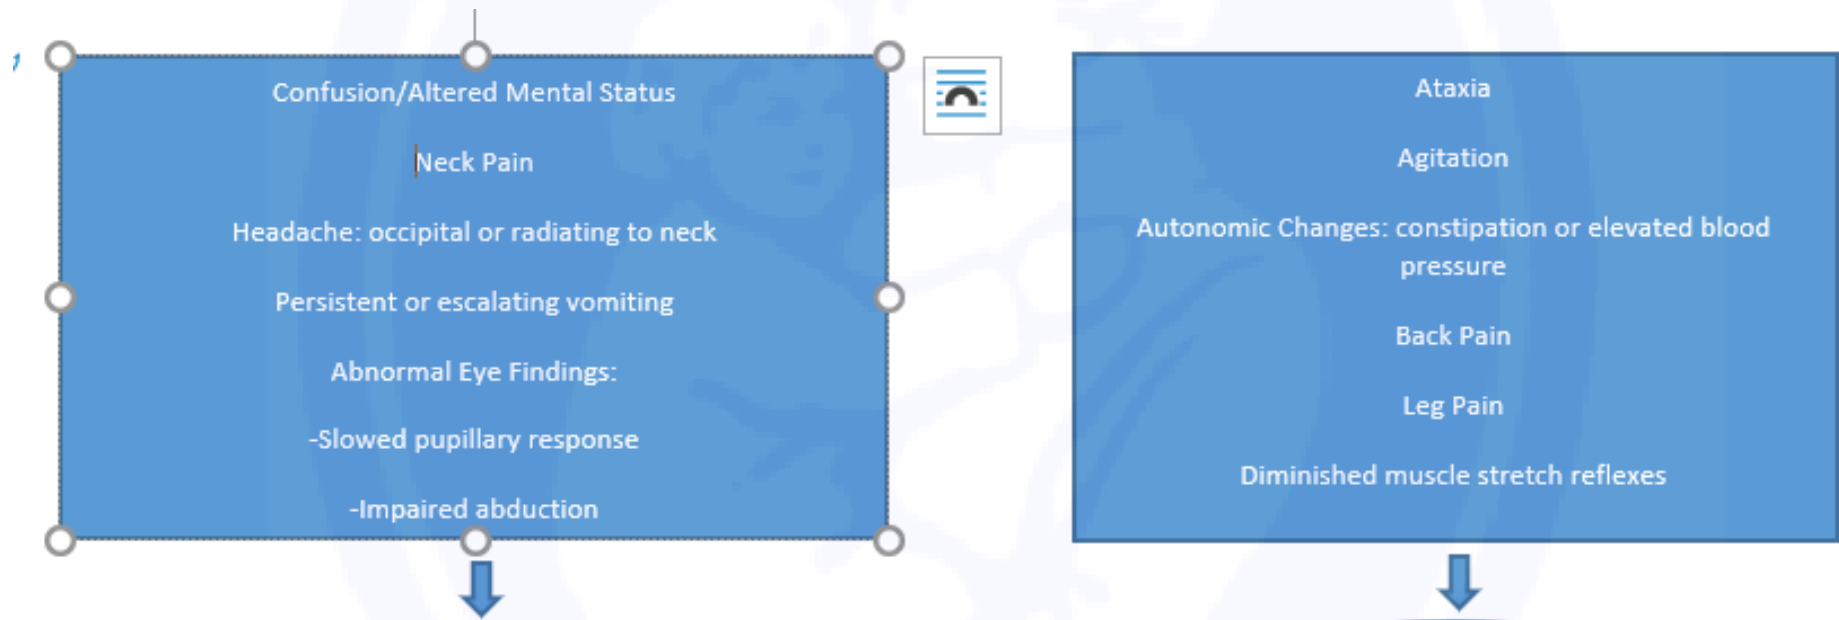 Confusion/Altered Mental Status
Neck Pain
Headache: occipital or radiating to neck
Persistent or escalating vomiting
Abnormal Eye Findings:
-Slowed pupillary response
-Impaired abduction
Ataxia
Agitation
Autonomic Changes: constipation or elevated blood
pressure
Back Pain
Leg Pain
Diminished muscle stretch reflexes